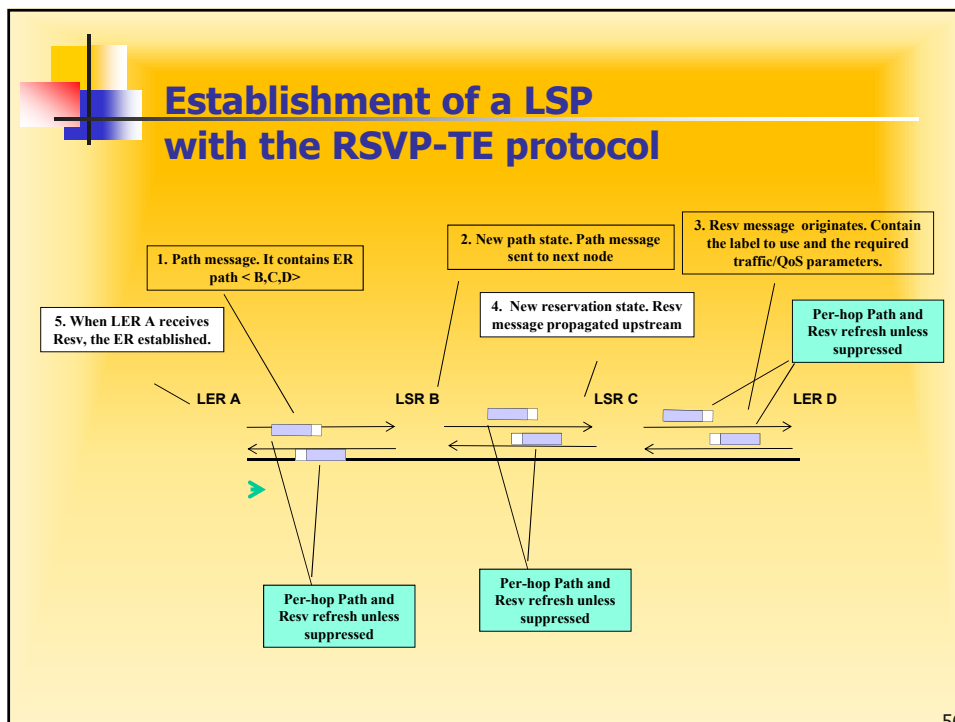 Establishment of a LSP
with the RSVP-TE protocol
3. Resv message originates. Contain
the label to use and the required
traffic/QoS parameters.
2. New path state. Path message
sent to next node
1. Path message. It contains ER
path < B,C,D>
4. New reservation state. Resv
message propagated upstream
Per-hop Path and
Resv refresh unless
suppressed
5. When LER A receives
Resv, the ER established.
LER A
LSR B
LSR C
LER D
Per-hop Path and
Resv refresh unless
suppressed
Per-hop Path and
Resv refresh unless
suppressed